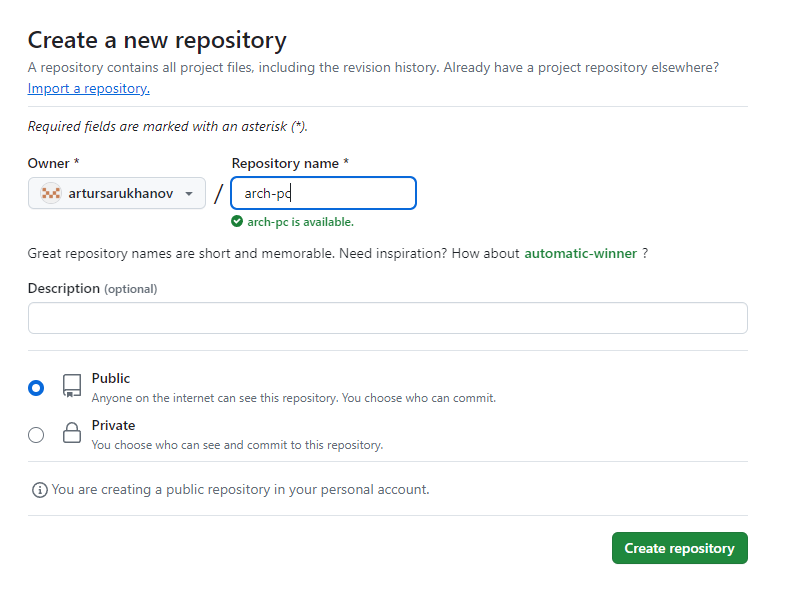 Create a new repository
A repository contains all project files, including the revision history. Already have a project repository elsewhere?
Import a repository.
Required fields are marked with an asterisk (*).
Owner * Repository name *
artursarukhanov / arch-pc
arch-pc is available.
Great repository names are short and memorable. Need inspiration? How about automatic-winner ?
Description (optional)
Public
Anyone on the internet can see this repository. You choose who can commit.
Private
You choose who can see and commit to this repository.
You are creating a public repository in your personal account.
Create repository